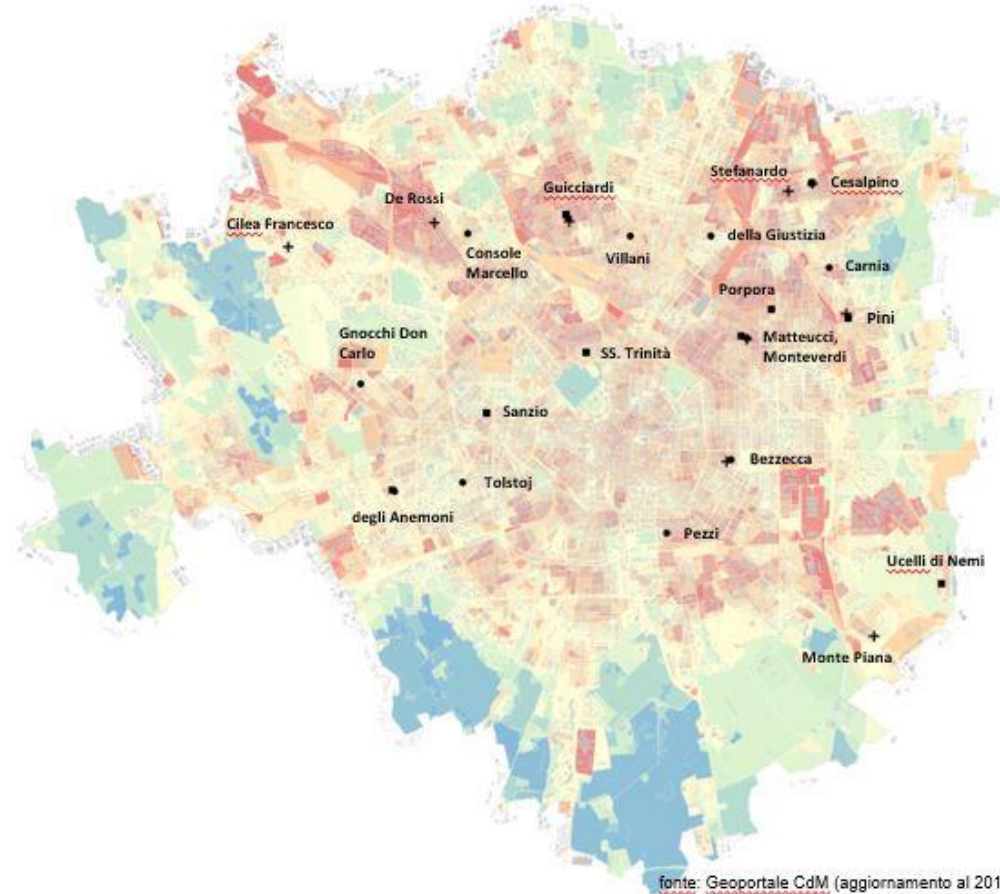 Stefanardo
Cesalpino
Guicciardi
De Rossi
Cilea Francesco
della Giustizia
Console
Marcello
Villani
Carnia
Porpora
Pini
Gnocchi Don
Carlo
Matteucci,
Monteverdi
SS. Trinità
Sanzio
Bezzecca
Tolstoj
degli Anemoni
Pezzi
Ucelli di Nemi
Monte Piana
fonte: Geoportale CdM (aggiornamento al 201